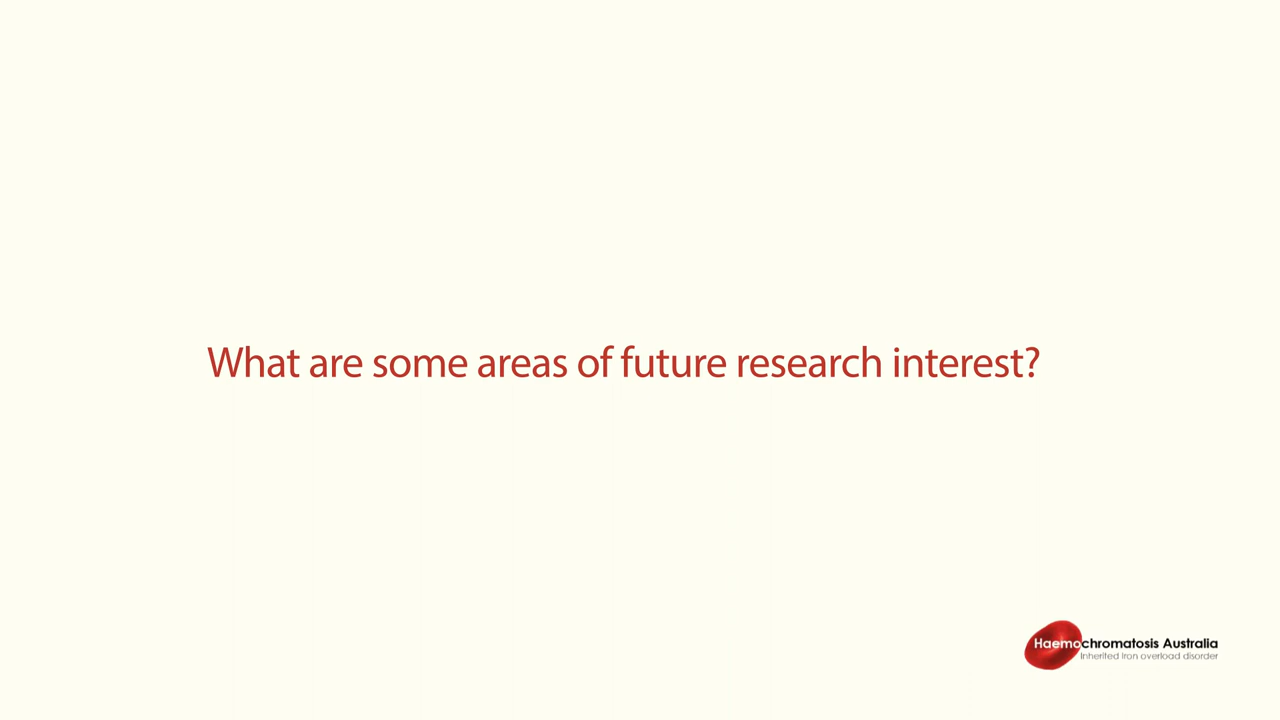 What are some areas of future research interest?
Haemochromatosis Australia
Inherited Iron overload disorder